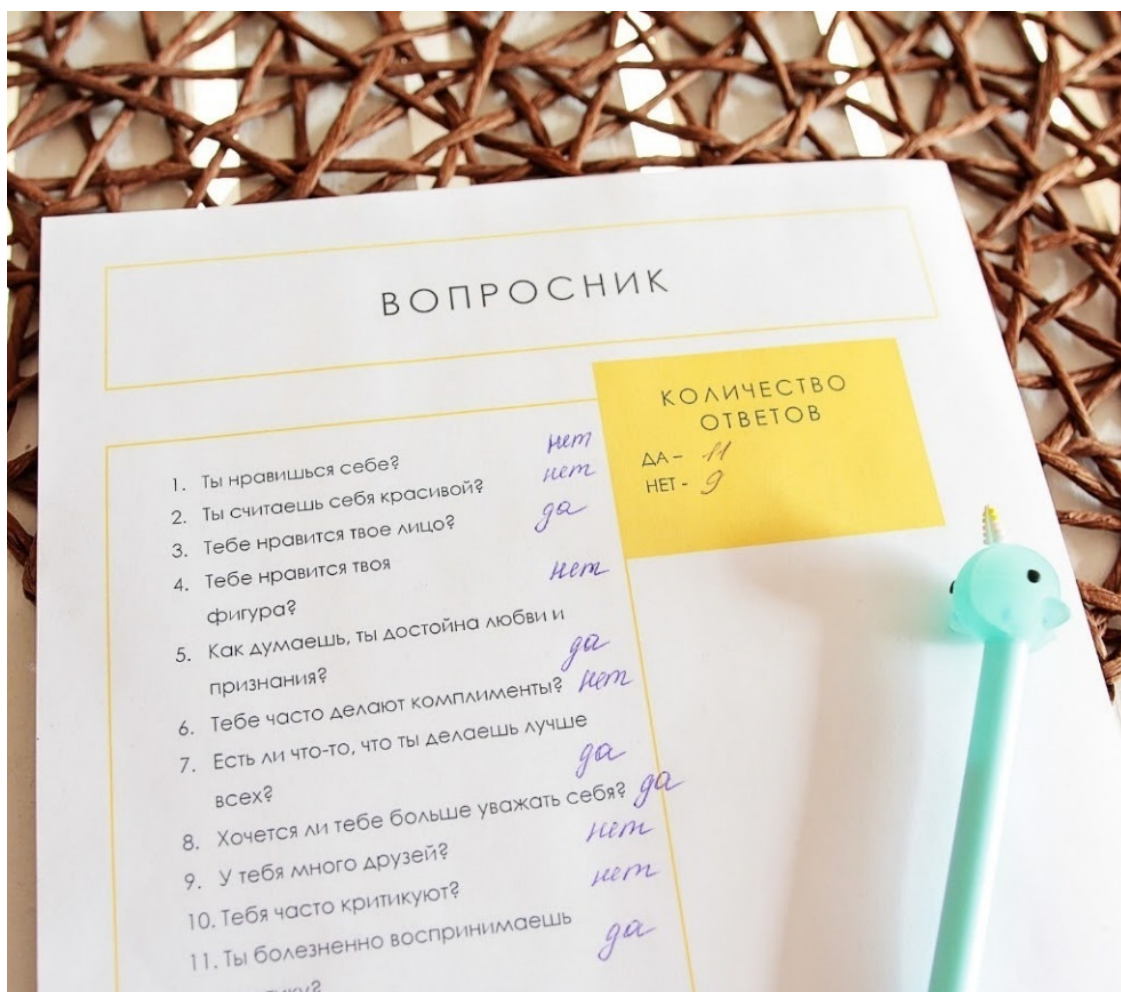 ВОПРОСНИК
КОЛИЧЕСТВО
ОТВЕТОВ
ДА – 11
НЕТ - 9
1. Ты нравишься себе? нет
2. Ты считаешь себя красивой? нет
3. Тебе нравится твое лицо? да
4. Тебе нравится твоя
фигура? нет
5. Как думаешь, ты достойна любви и
признания? да
6. Тебе часто делают комплименты? нет
7. Есть ли что-то, что ты делаешь лучше
всех? да
8. Хочется ли тебе больше уважать себя? да
9. У тебя много друзей? нет
10. Тебя часто критикуют? нет
11. Ты болезненно воспринимаешь
да